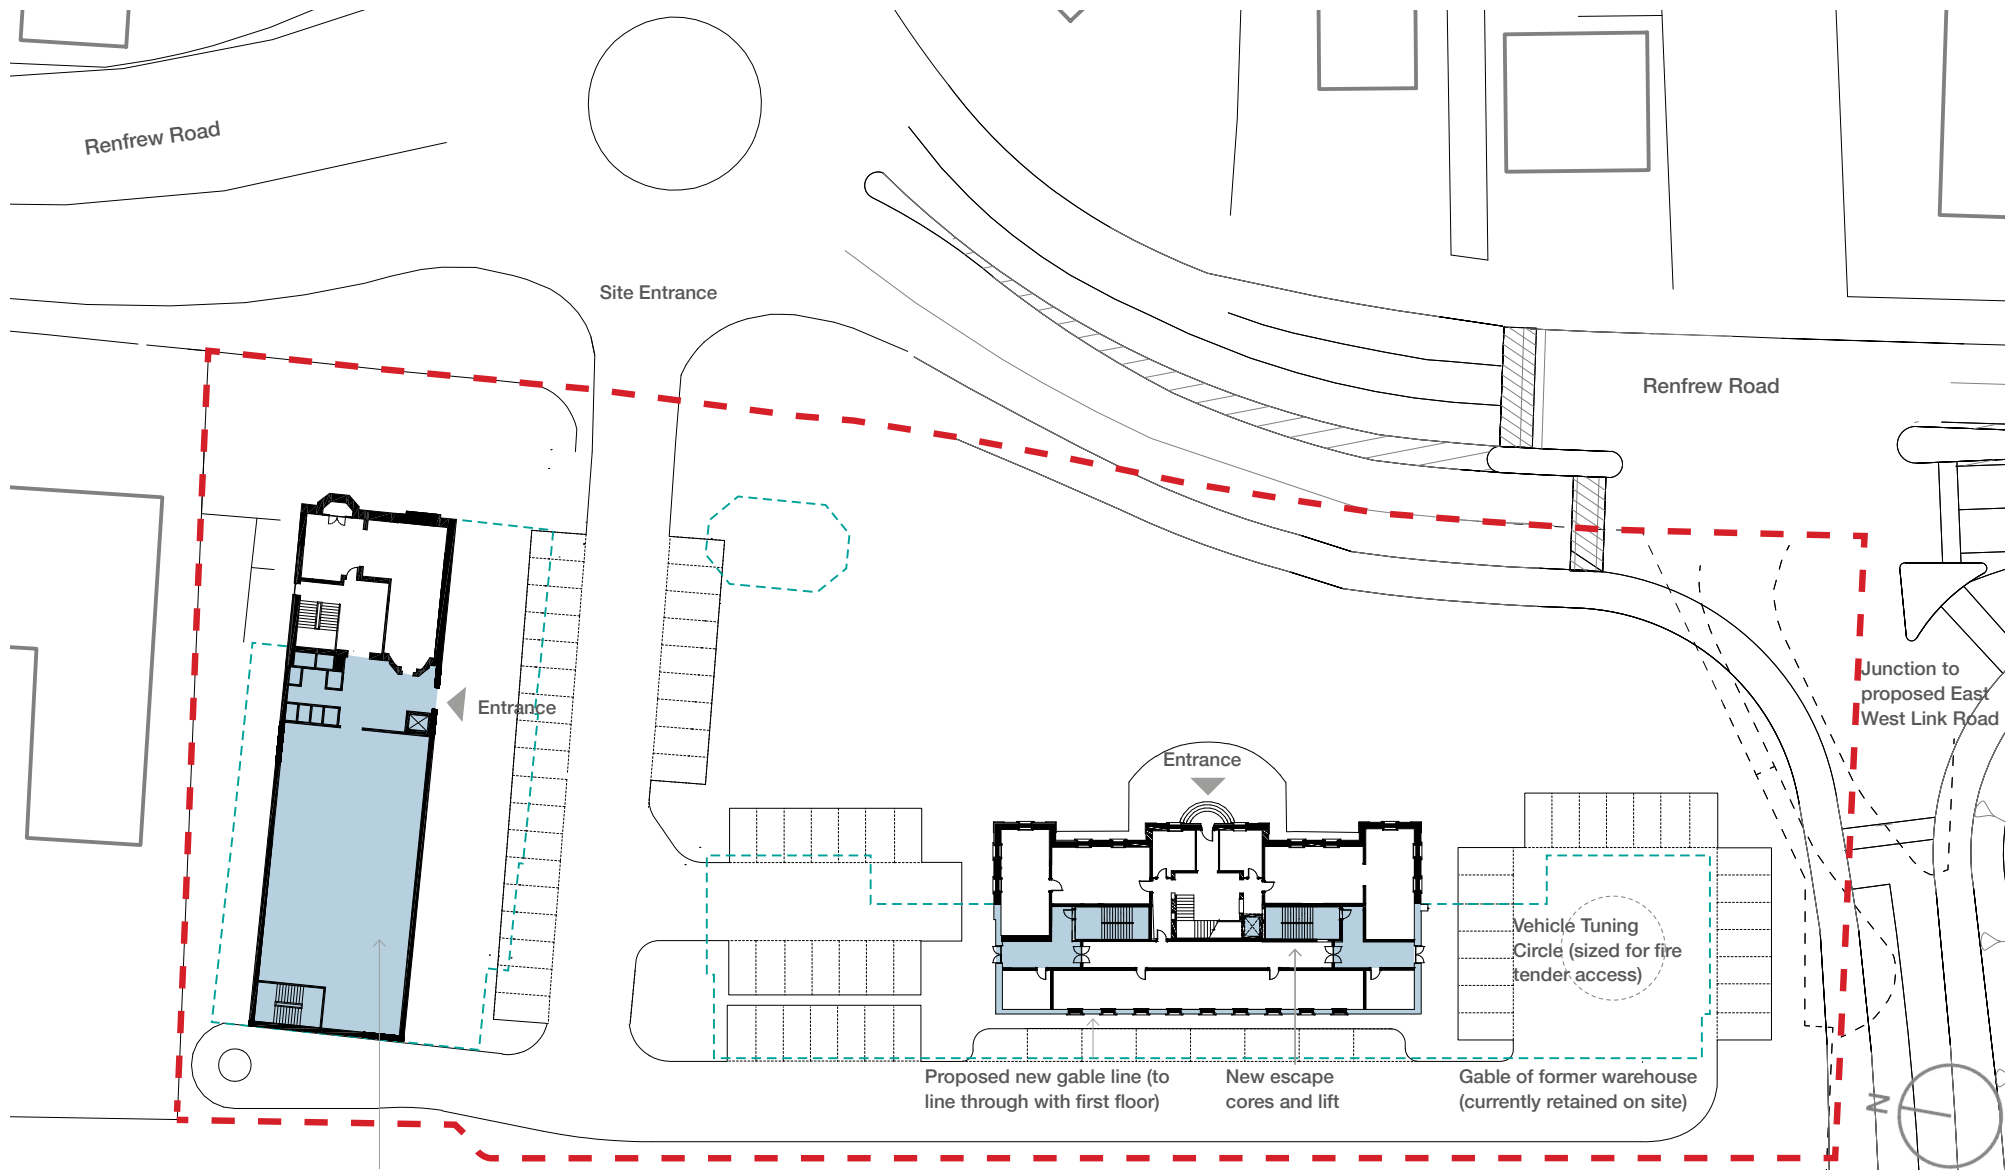 Renfrew Road
Site Entrance
Renfrew Road
Junction to
proposed East
West Link Road
Entrance
Entrance
Vehicle Tuning
Circle (sized for fire
tender access)
Proposed new gable line (to
line through with first floor)
New escape
cores and lift
Gable of former warehouse
(currently retained on site)
N